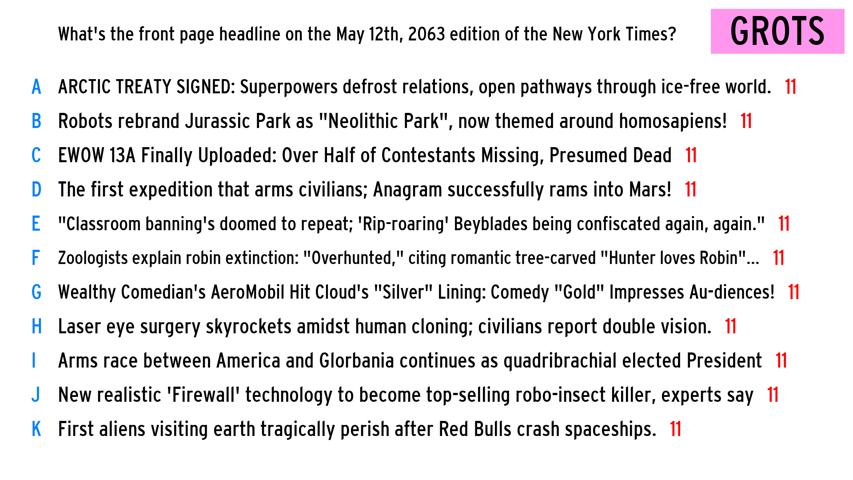 What's the front page headline on the May 12th, 2063 edition of the New York Times?
GROTS
A ARCTIC TREATY SIGNED: Superpowers defrost relations, open pathways through ice-free world. 11
B Robots rebrand Jurassic Park as "Neolithic Park", now themed around homosapiens! 11
C EWOW 13A Finally Uploaded: Over Half of Contestants Missing, Presumed Dead 11
D The first expedition that arms civilians; Anagram successfully rams into Mars! 11
E "Classroom banning's doomed to repeat; 'Rip-roaring' Beyblades being confiscated again, again." 11
F Zoologists explain robin extinction: "Overhunted," citing romantic tree-carved "Hunter loves Robin"... 11
G Wealthy Comedian's AeroMobil Hit Cloud's "Silver" Lining: Comedy "Gold" Impresses Au-diences! 11
H Laser eye surgery skyrockets amidst human cloning; civilians report double vision. 11
I Arms race between America and Glorbania continues as quadribrachial elected President 11
J New realistic 'Firewall' technology to become top-selling robo-insect killer, experts say 11
K First aliens visiting earth tragically perish after Red Bulls crash spaceships. 11